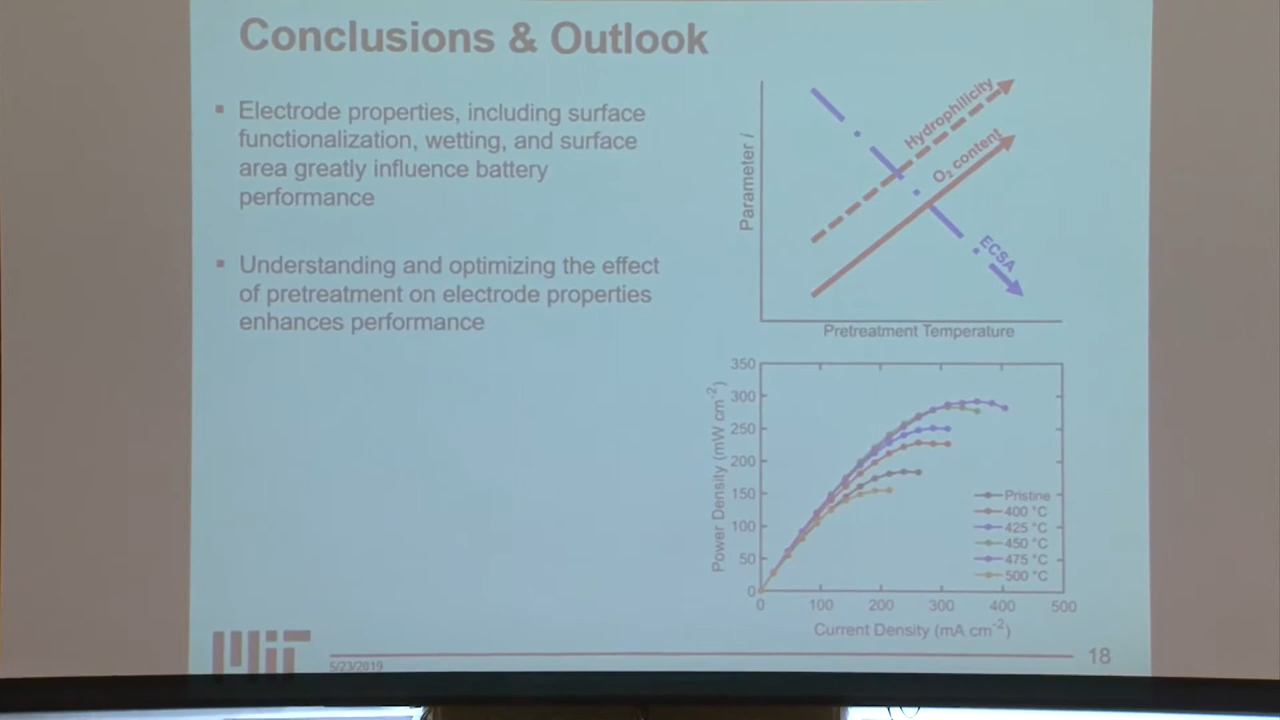 Conclusions & Outlook
▪ Electrode properties, including surface
functionalization, wetting, and surface
area greatly influence battery
performance
▪ Understanding and optimizing the effect
of pretreatment on electrode properties
enhances performance
Parameter i
Hydrophilicity
O₂ content
ECSA
Pretreatment Temperature
Power Density (mW cm⁻²)
350
300
250
200
150
100
50
0
Pristine
400 °C
425 °C
450 °C
475 °C
500 °C
0 100 200 300 400 500
Current Density (mA cm⁻²)
MIT
5/23/2019
18